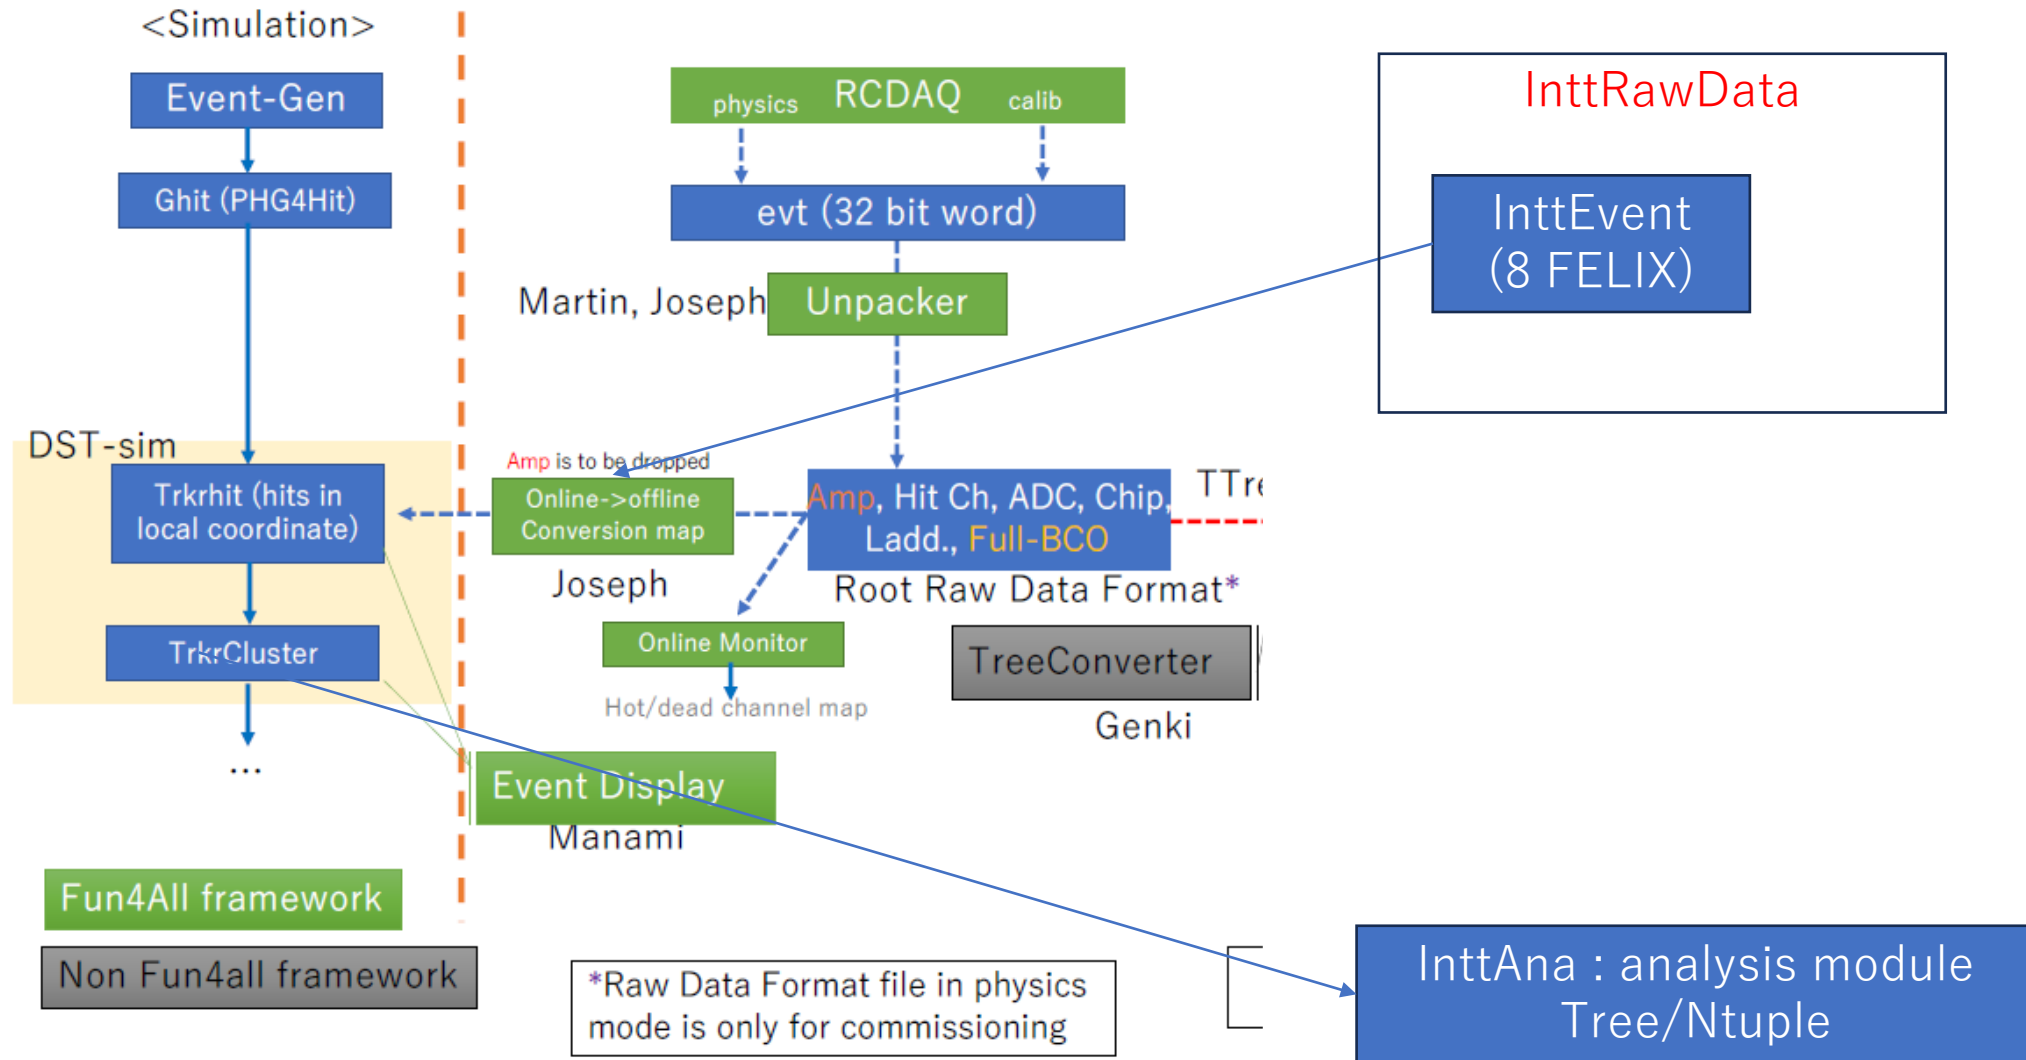 <Simulation>
Event-Gen
Ghit (PHG4Hit)
DST-sim
Trkrhit (hits in
local coordinate)
TrkrCluster
...
physics RCDAQ calib
evt (32 bit word)
Martin, Joseph
Unpacker
Amp is to be dropped
Online->offline
Conversion map
Joseph
Amp, Hit Ch, ADC, Chip,
Ladd., Full-BCO
Root Raw Data Format*
Online Monitor
Hot/dead channel map
TreeConverter
Genki
Event Display
Manami
InttRawData
InttEvent
(8 FELIX)
Fun4All framework
Non Fun4all framework
*Raw Data Format file in physics
mode is only for commissioning
InttAna : analysis module
Tree/Ntuple